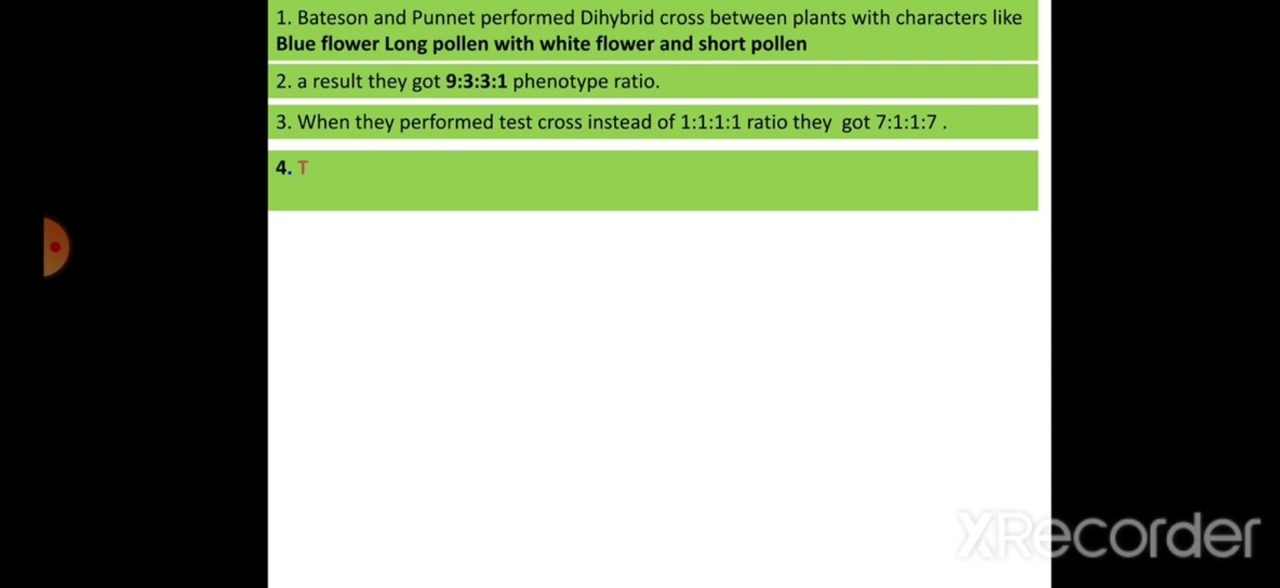 1. Bateson and Punnet performed Dihybrid cross between plants with characters like
Blue flower Long pollen with white flower and short pollen
2. a result they got 9:3:3:1 phenotype ratio.
3. When they performed test cross instead of 1:1:1:1 ratio they got 7:1:1:7 .
4. T
XRecorder